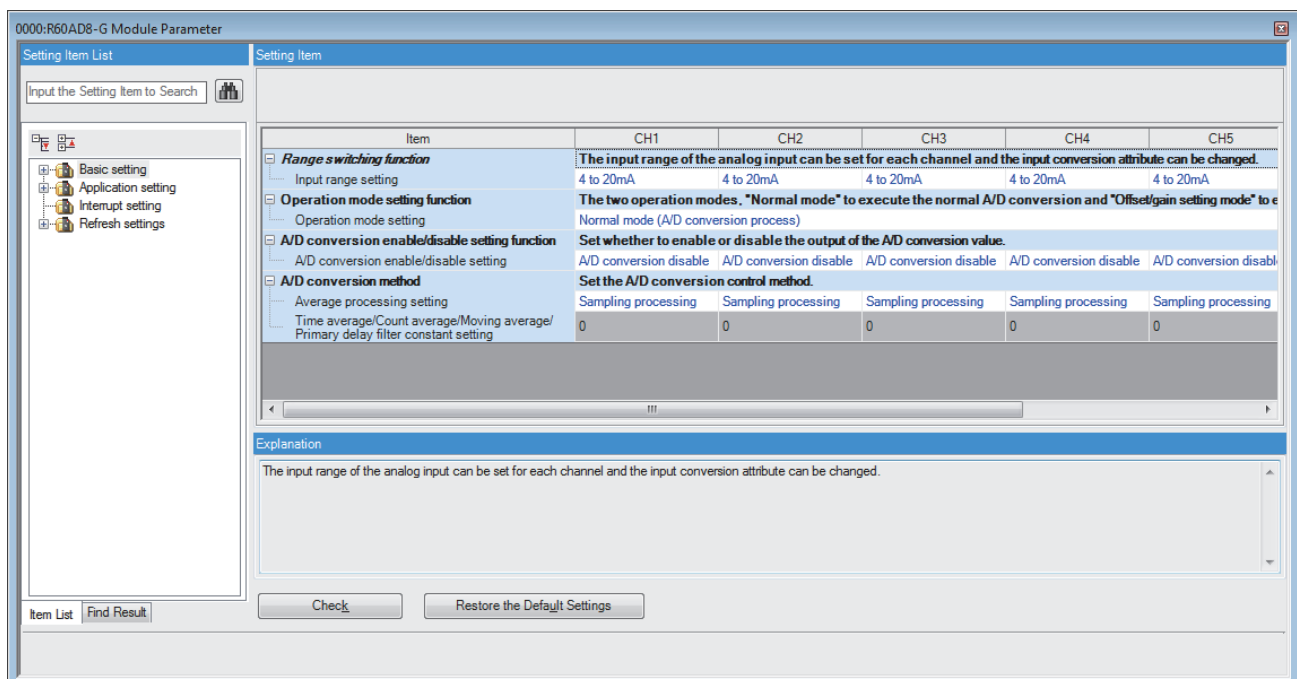 0000:R60AD8-G Module Parameter
Setting Item List
Setting Item
Input the Setting Item to Search
Basic setting
Application setting
Interrupt setting
Refresh settings
Item List
Find Result
Item CH1 CH2 CH3 CH4 CH5
Range switching function The input range of the analog input can be set for each channel and the input conversion attribute can be changed.
Input range setting 4 to 20mA 4 to 20mA 4 to 20mA 4 to 20mA 4 to 20mA
Operation mode setting function The two operation modes, "Normal mode" to execute the normal A/D conversion and "Offset/gain setting mode" to e
Operation mode setting Normal mode (A/D conversion process)
A/D conversion enable/disable setting function Set whether to enable or disable the output of the A/D conversion value.
A/D conversion enable/disable setting A/D conversion disable A/D conversion disable A/D conversion disable A/D conversion disable A/D conversion disabl
A/D conversion method Set the A/D conversion control method.
Average processing setting Sampling processing Sampling processing Sampling processing Sampling processing Sampling processing
Time average/Count average/Moving average/
Primary delay filter constant setting 0 0 0 0 0
Explanation
The input range of the analog input can be set for each channel and the input conversion attribute can be changed.
Check
Restore the Default Settings